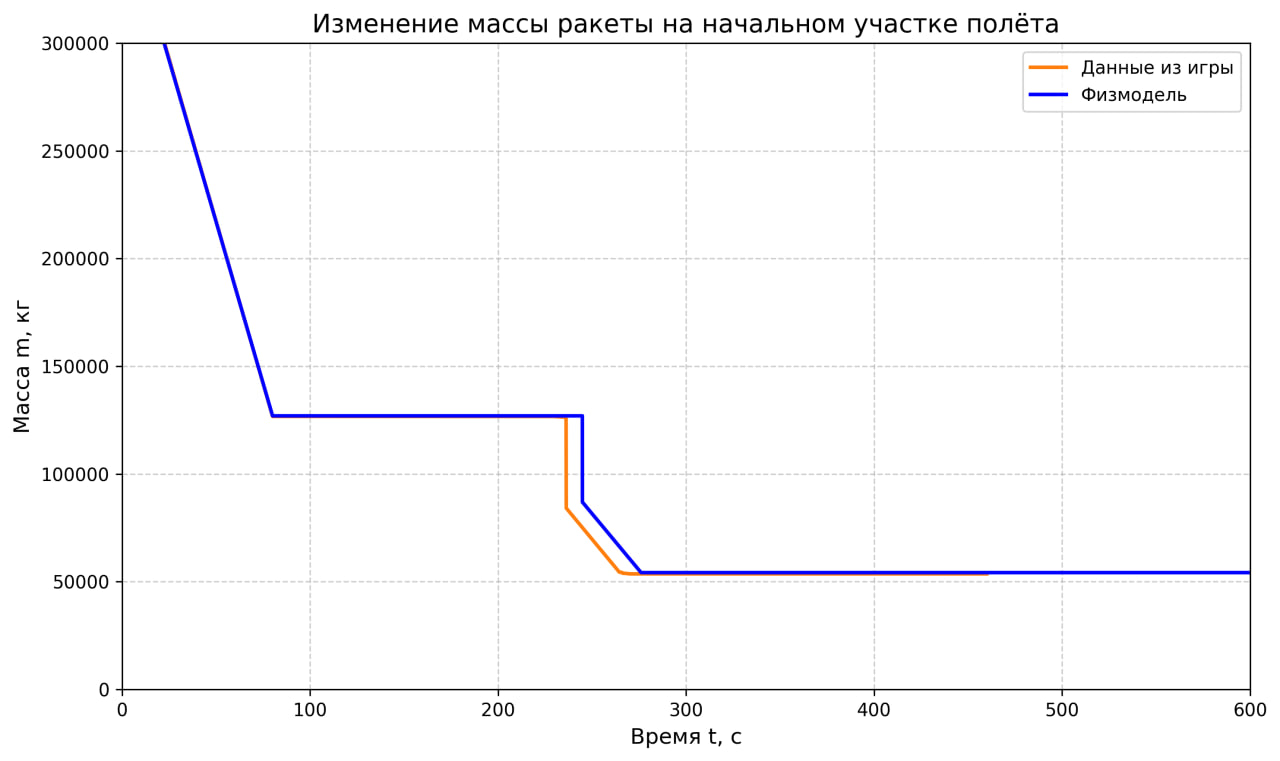 Изменение массы ракеты на начальном участке полёта
Данные из игры
Физмодель
Масса m, кг
300000
250000
200000
150000
100000
50000
0
0 100 200 300 400 500 600
Время t, с